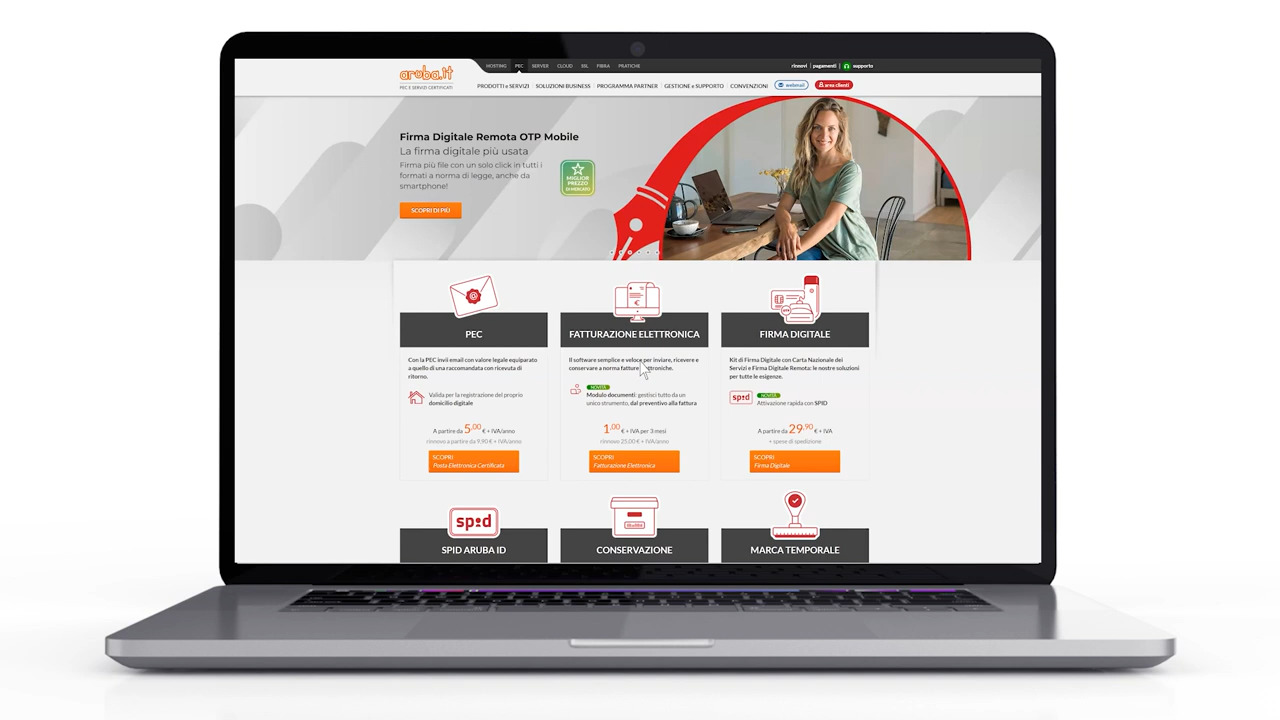 HOSTING PEC SERVER CLOUD SSL FIBRA PRATICHE
rinnovi | pagamenti | supporto
aruba.it
PEC E SERVIZI CERTIFICATI
PRODOTTI e SERVIZI | SOLUZIONI BUSINESS | PROGRAMMA PARTNER | GESTIONE e SUPPORTO | CONVENZIONI
webmail
area clienti
Firma Digitale Remota OTP Mobile
La firma digitale più usata
Firma più file con un solo click in tutti i
formati a norma di legge, anche da
smartphone!
MIGLIOR
PREZZO
DI MERCATO
SCOPRI DI PIÙ
PEC
Con la PEC invii email con valore legale equiparato
a quello di una raccomandata con ricevuta di
ritorno.
Valida per la registrazione del proprio
domicilio digitale
A partire da 5,00 € + IVA/anno
rinnovo a partire da 9,90 € + IVA/anno
SCOPRI
Posta Elettronica Certificata
FATTURAZIONE ELETTRONICA
Il software semplice e veloce per inviare, ricevere e
conservare a norma fatture elettroniche.
NOVITÀ
Modulo documenti: gestisci tutto da un
unico strumento, dal preventivo alla fattura
1,00 € + IVA per 3 mesi
rinnovo 25,00 € + IVA/anno
SCOPRI
Fatturazione Elettronica
FIRMA DIGITALE
Kit di Firma Digitale con Carta Nazionale dei
Servizi e Firma Digitale Remota: le nostre soluzioni
per tutte le esigenze.
spid
NOVITÀ
Attivazione rapida con SPID
A partire da 29,90 € + IVA
+ spese di spedizione
SCOPRI
Firma Digitale
spid
SPID ARUBA ID
CONSERVAZIONE
MARCA TEMPORALE